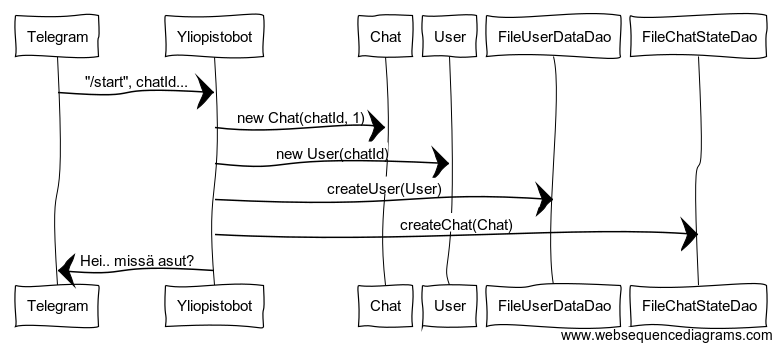 Telegram
Yliopistobot
Chat
User
FileUserDataDao
FileChatStateDao
"/start", chatId...
new Chat(chatId, 1)
new User(chatId)
createUser(User)
createChat(Chat)
Hei.. missä asut?
Telegram
Yliopistobot
Chat
User
FileUserDataDao
FileChatStateDao
www.websequencediagrams.com